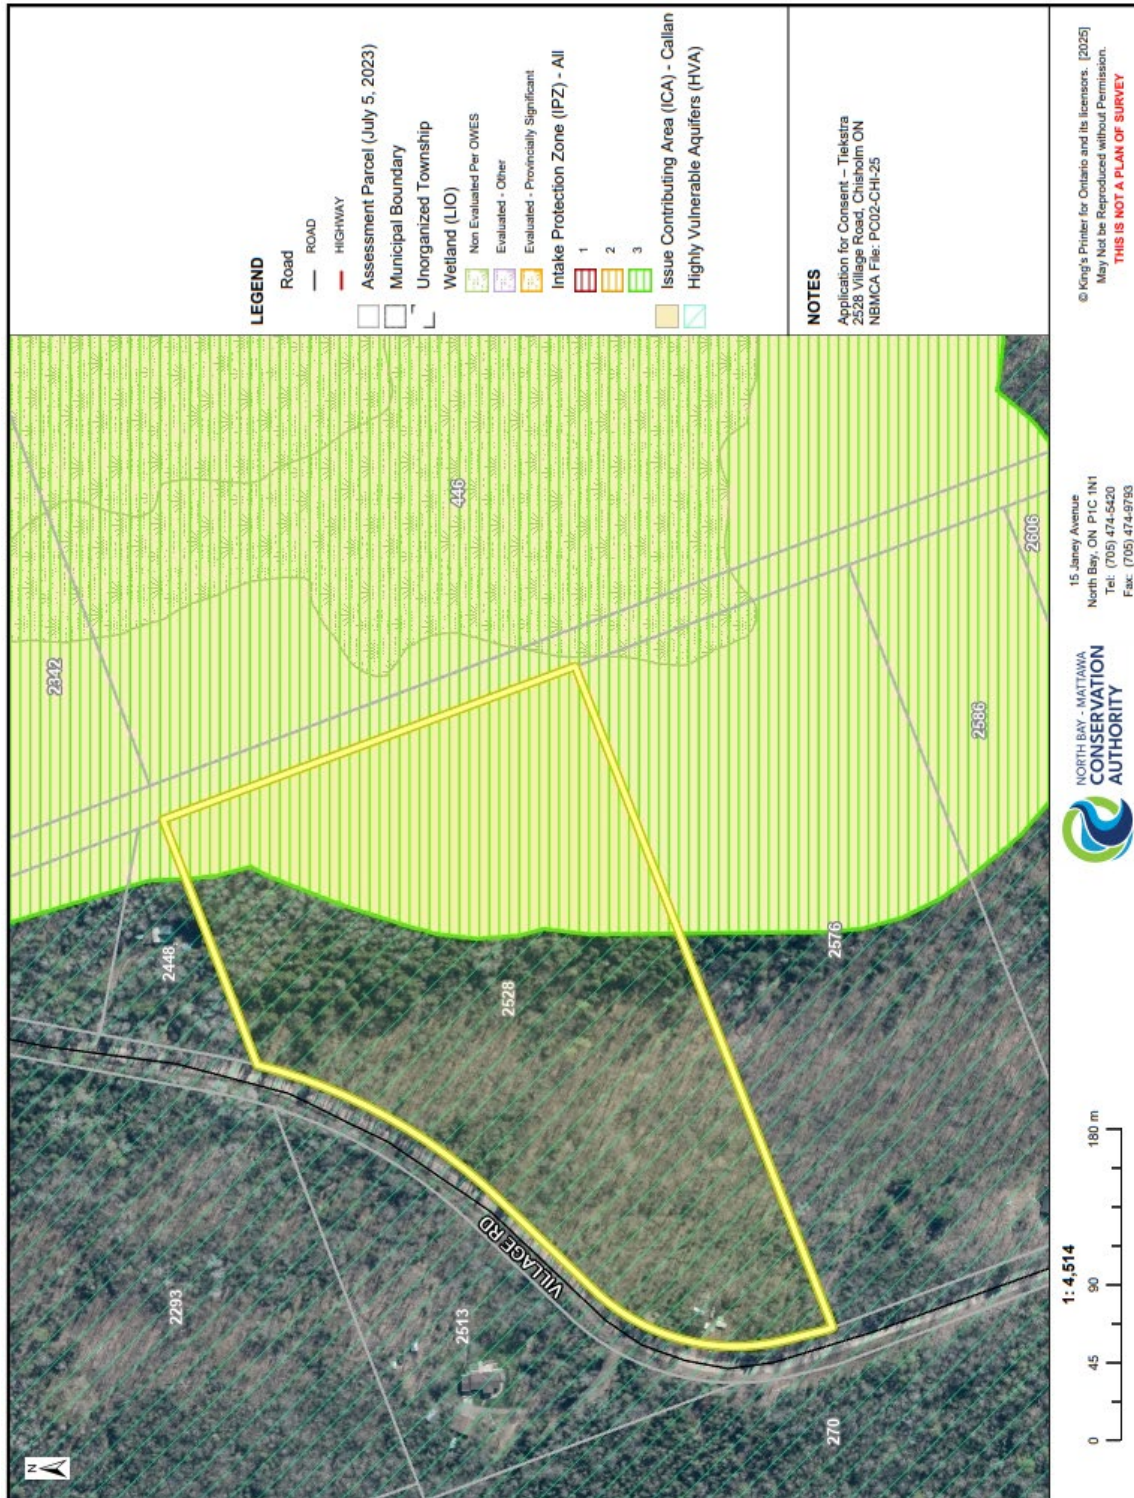 N
2293
2513
270
VILLAGE RD
2448
2528
2576
2342
446
2586
2606
LEGEND
Road
ROAD
HIGHWAY
Assessment Parcel (July 5, 2023)
Municipal Boundary
Unorganized Township
Wetland (LIO)
Non Evaluated Per OWES
Evaluated - Other
Evaluated - Provincially Significant
Intake Protection Zone (IPZ) - All
1
2
3
Issue Contributing Area (ICA) - Callan
Highly Vulnerable Aquifers (HVA)
NOTES
Application for Consent – Tiekstra
2528 Village Road, Chisholm ON
NBMCA File: PC02-CHI-25
1: 4,514
0 45 90 180 m
NORTH BAY - MATTAWA
CONSERVATION
AUTHORITY
15 Janey Avenue
North Bay, ON P1C 1N1
Tel: (705) 474-5420
Fax: (705) 474-9793
© King's Printer for Ontario and its licensors. [2025]
May Not be Reproduced without Permission.
THIS IS NOT A PLAN OF SURVEY